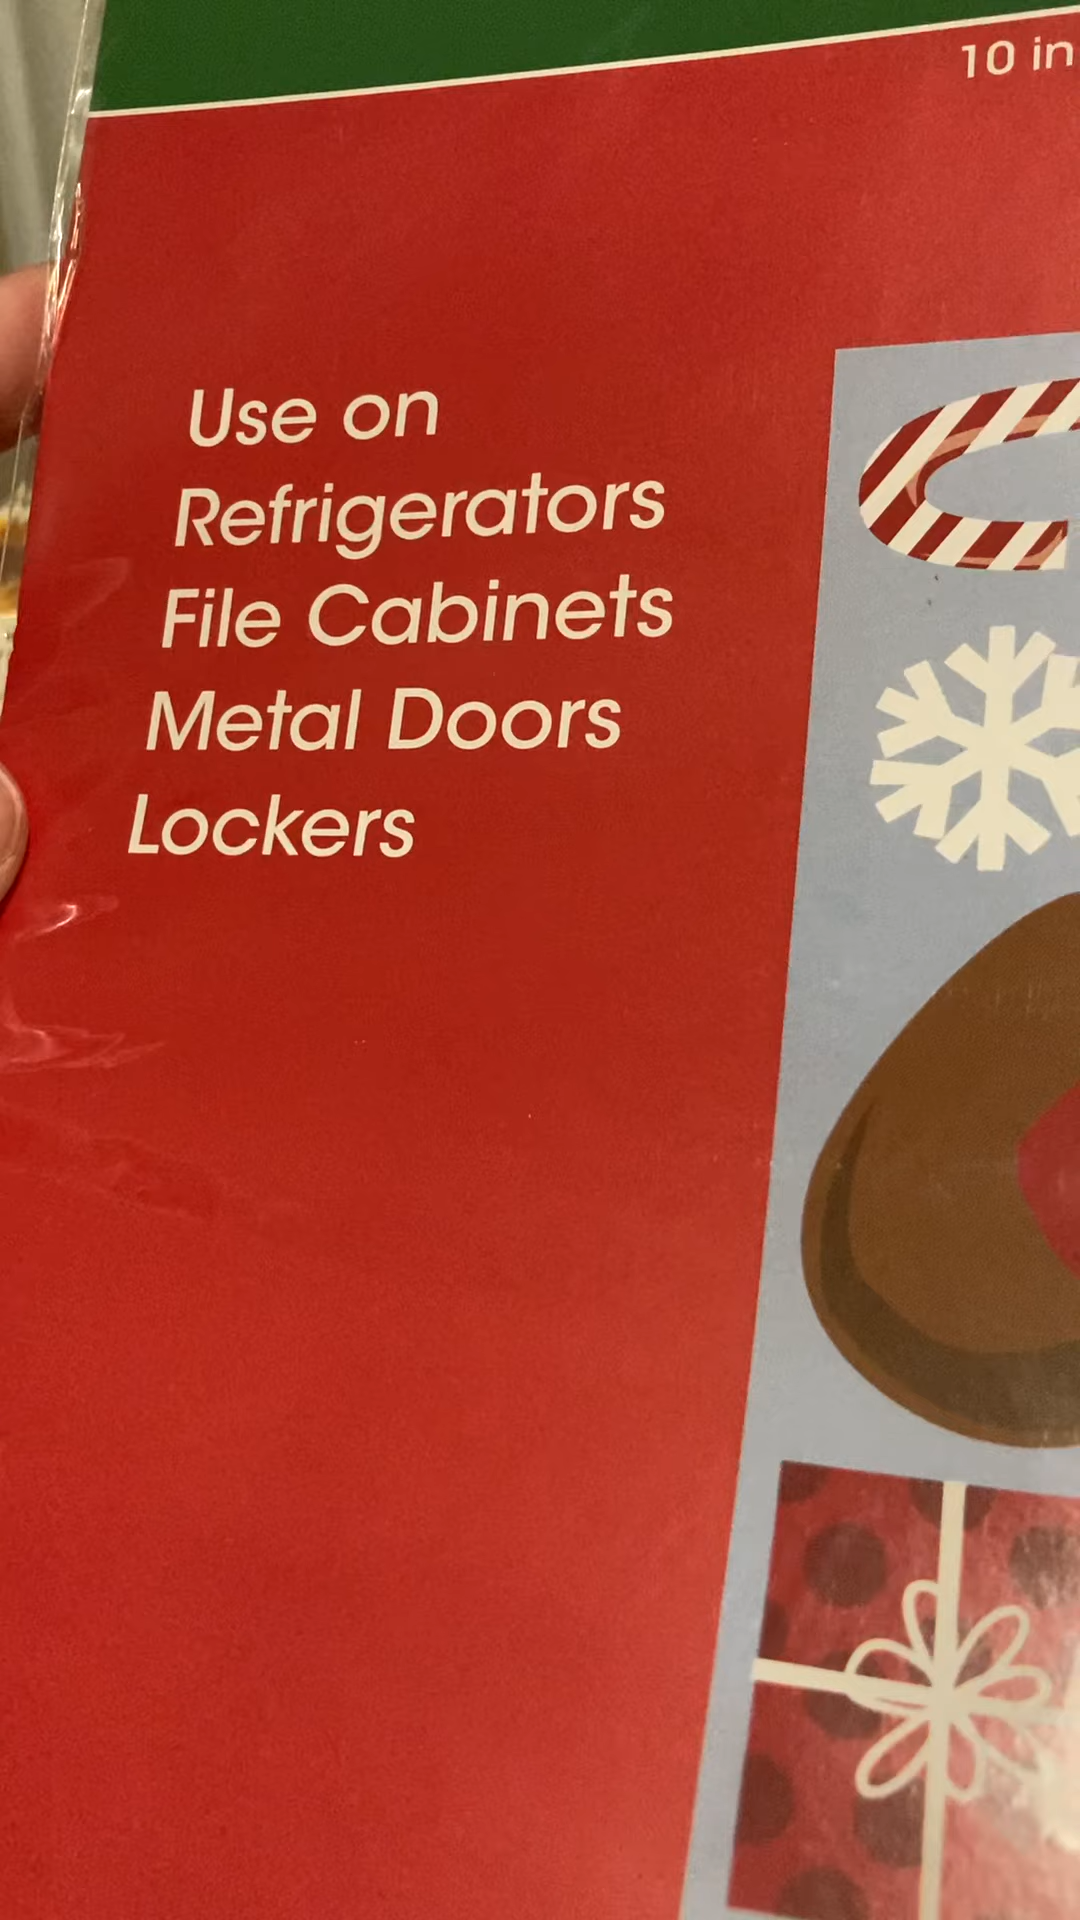 10 in
Use on
Refrigerators
File Cabinets
Metal Doors
Lockers